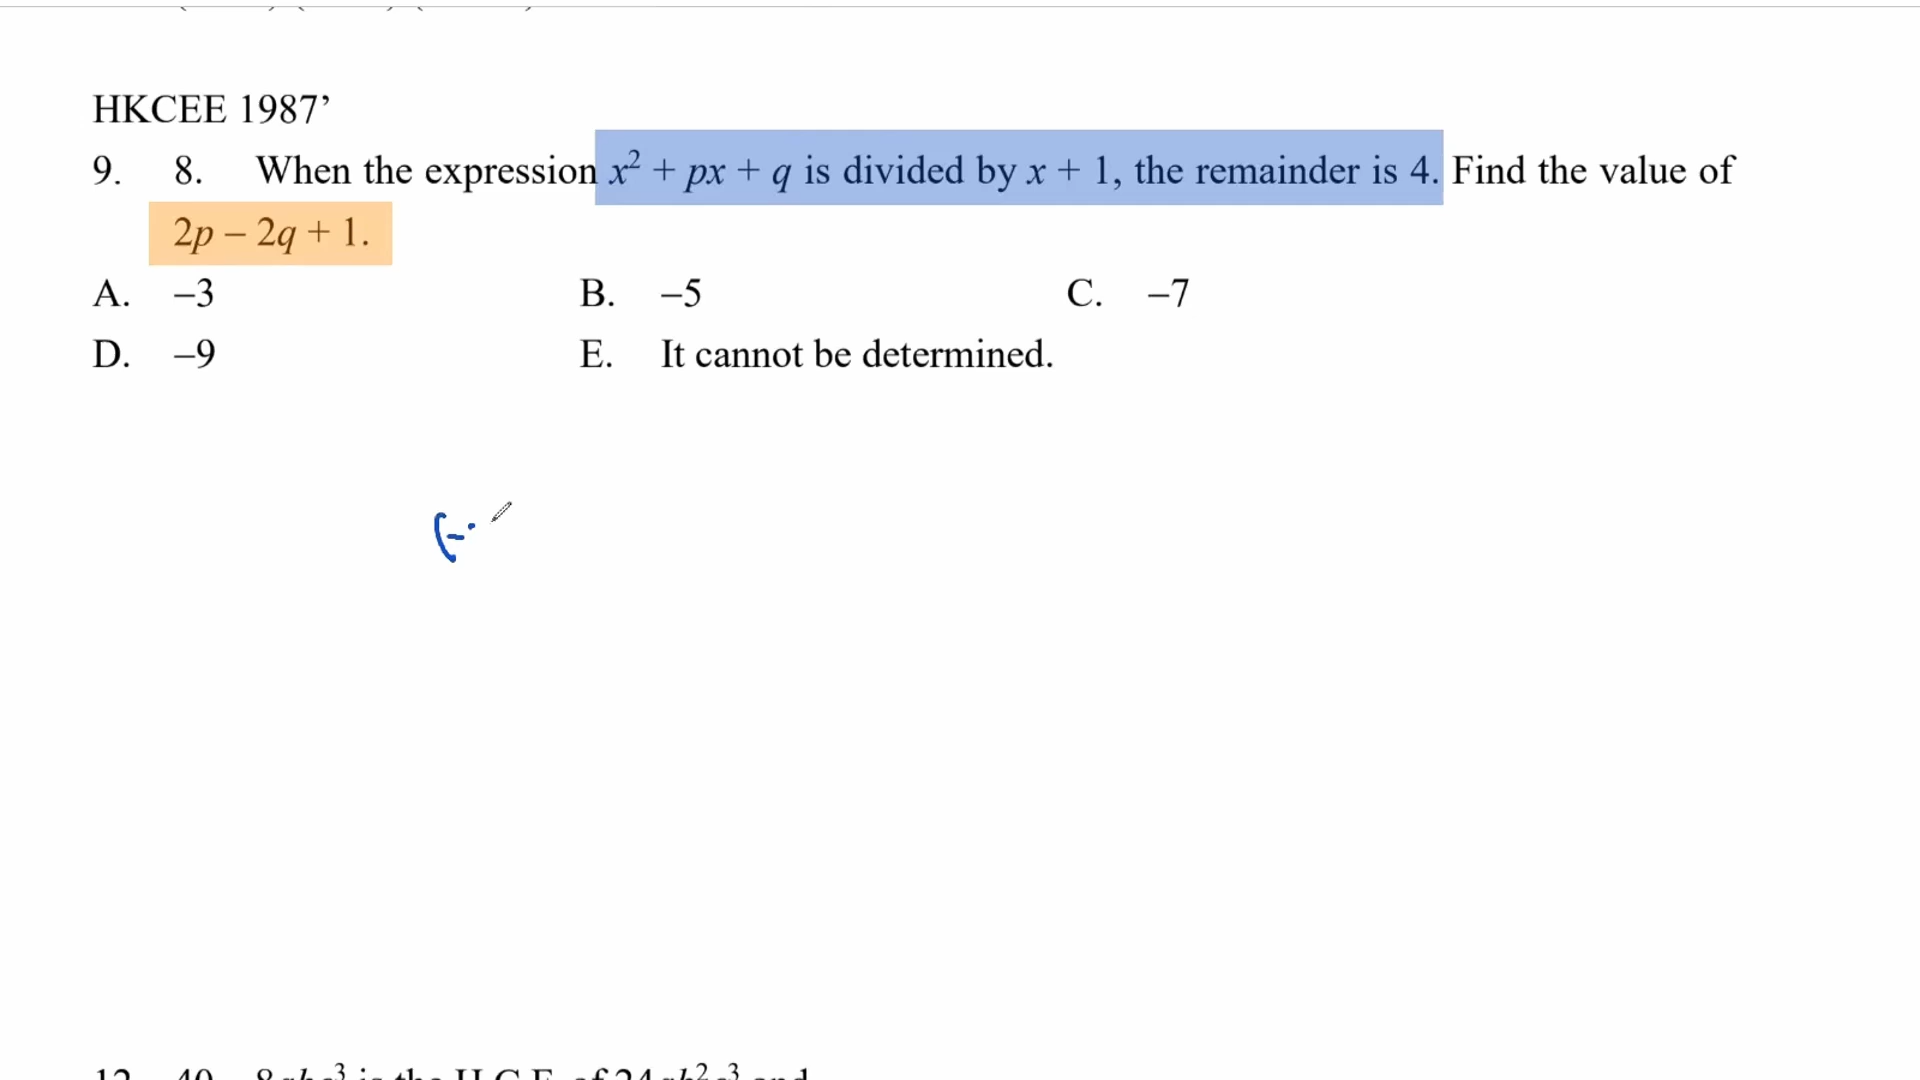 HKCEE 1987’
9. 8. When the expression x² + px + q is divided by x + 1, the remainder is 4. Find the value of
2p – 2q + 1.
A. –3 B. –5 C. –7
D. –9 E. It cannot be determined.
(-